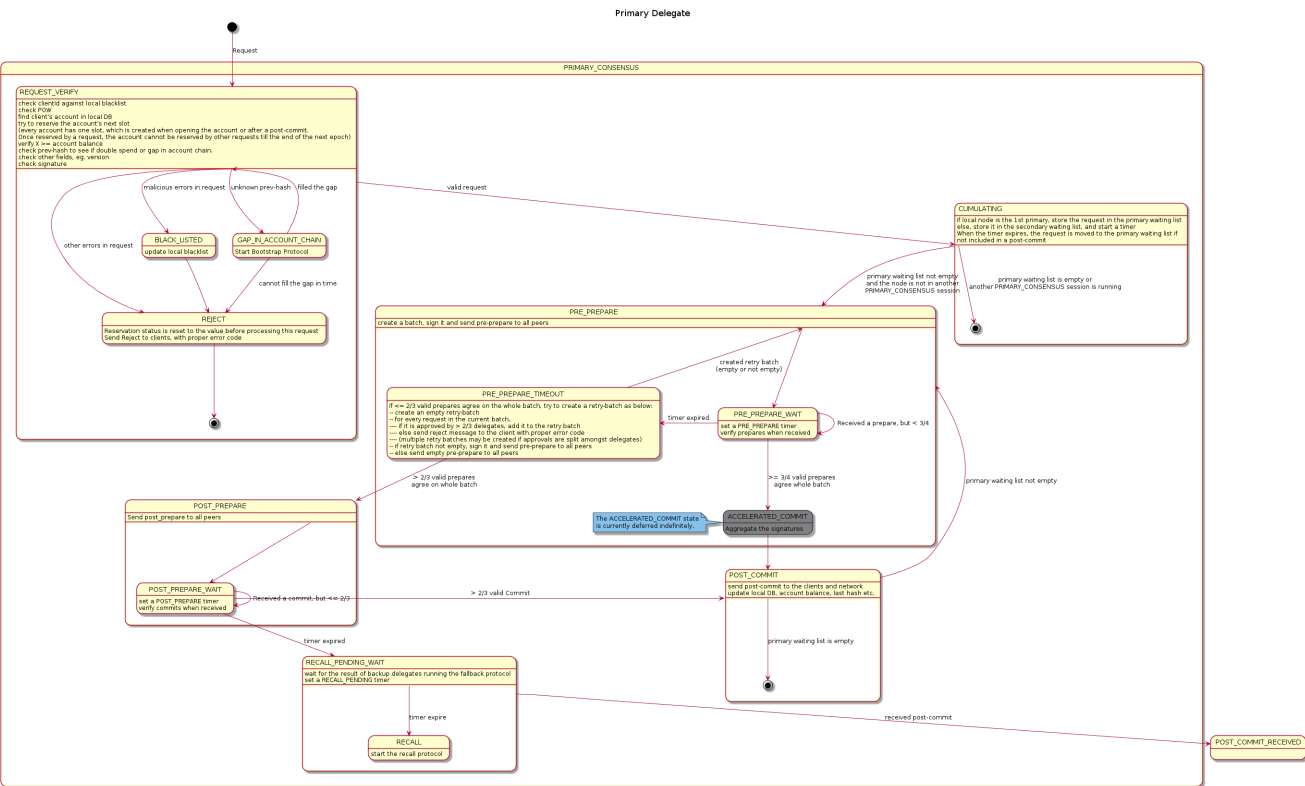 Primary Delegate
Request
PRIMARY_CONSENSUS
REQUEST_VERIFY
check clientId against local blacklist
check POW
find client's account in local DB
try to reserve the account's next slot
(every account has one slot, which is created when opening the account or after a post-commit.
Once reserved by a request, the account cannot be reserved by other requests till the end of the next epoch)
verify X >= account balance
check prev-hash to see if double spend or gap in account chain.
check other fields, eg. version
check signature
malicious errors in request
unknown prev-hash
filled the gap
valid request
other errors in request
BLACK_LISTED
update local blacklist
GAP_IN_ACCOUNT_CHAIN
Start Bootstrap Protocol
cannot fill the gap in time
REJECT
Reservation status is reset to the value before processing this request
Send Reject to clients, with proper error code
CUMULATING
if local node is the 1st primary, store the request in the primary waiting list
else, store it in the secondary waiting list, and start a timer
When the timer expires, the request is moved to the primary waiting list if
not included in a post-commit
primary waiting list not empty
and the node is not in another
PRIMARY_CONSENSUS session
primary waiting list is empty or
another PRIMARY_CONSENSUS session is running
PRE_PREPARE
create a batch, sign it and send pre-prepare to all peers
created retry batch
(empty or not empty)
PRE_PREPARE_TIMEOUT
if <= 2/3 valid prepares agree on the whole batch, try to create a retry-batch as below:
-- create an empty retry-batch
-- for every request in the current batch,
---- if it is approved by > 2/3 delegates, add it to the retry batch
---- else send reject message to the client with proper error code
---- (multiple retry batches may be created if approvals are split amongst delegates)
-- if retry batch not empty, sign it and send pre-prepare to all peers
-- else send empty pre-prepare to all peers
timer expired
PRE_PREPARE_WAIT
set a PRE_PREPARE timer
verify prepares when received
Received a prepare, but < 3/4
> 2/3 valid prepares
agree on whole batch
>= 3/4 valid prepares
agree whole batch
primary waiting list not empty
POST_PREPARE
Send post_prepare to all peers
The ACCELERATED_COMMIT state
is currently deferred indefinitely.
ACCELERATED_COMMIT
Aggregate the signatures
POST_PREPARE_WAIT
set a POST_PREPARE timer
verify commits when received
Received a commit, but <= 2/3
> 2/3 valid Commit
POST_COMMIT
send post-commit to the clients and network
update local DB, account balance, last hash etc.
primary waiting list is empty
timer expired
RECALL_PENDING_WAIT
wait for the result of backup delegates running the fallback protocol
set a RECALL_PENDING timer
timer expire
RECALL
start the recall protocol
received post-commit
POST_COMMIT_RECEIVED